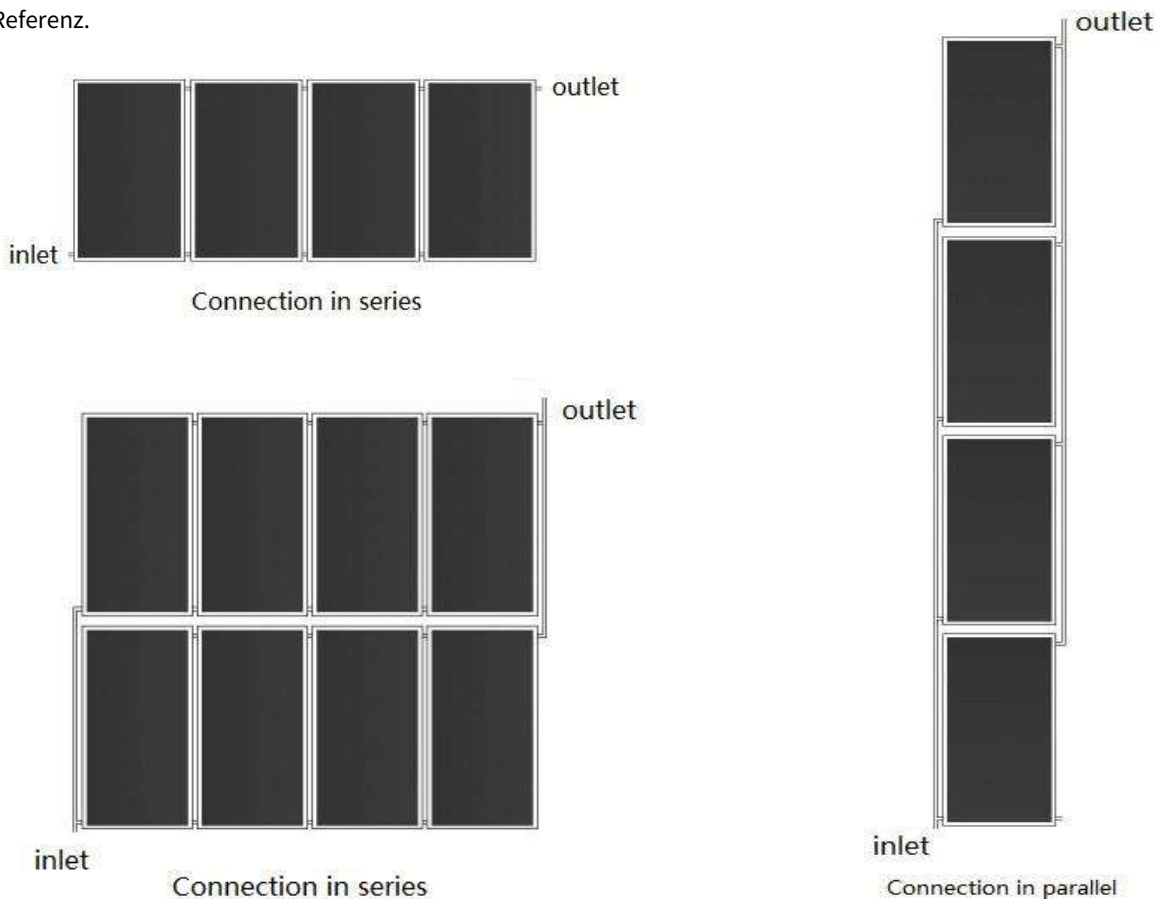 Referenz.
outlet
outlet
inlet
Connection in series
outlet
inlet
Connection in series
inlet
Connection in parallel